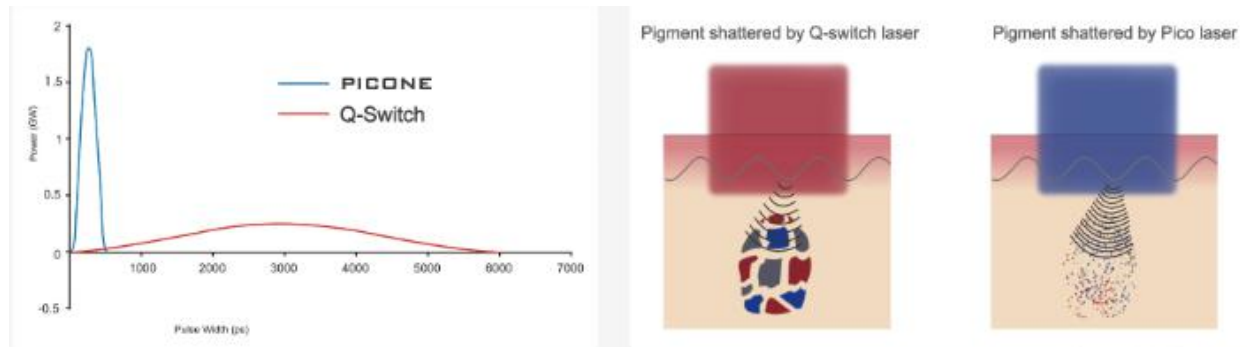 2
1.5
1
0.5
0
-0.5
Power (GW)
PICONE
Q-Switch
1000
2000
3000
4000
5000
6000
7000
Pulse Width (ps)
Pigment shattered by Q-switch laser
Pigment shattered by Pico laser